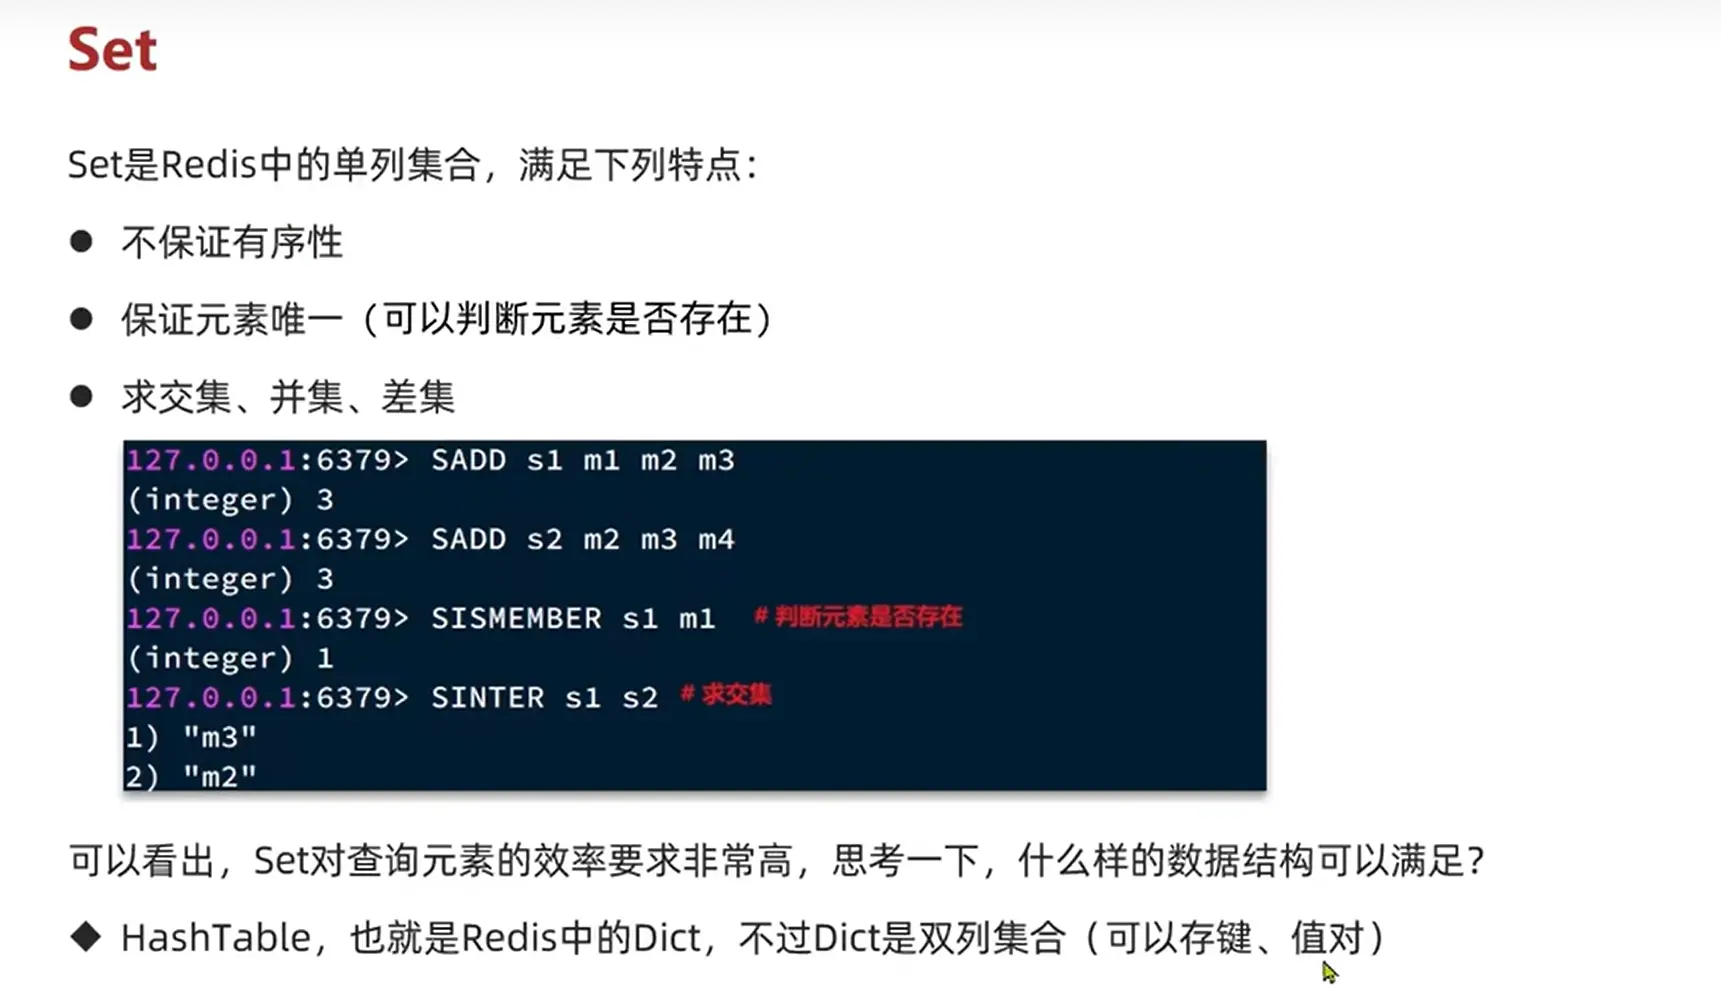 Set
Set是Redis中的单列集合，满足下列特点：
● 不保证有序性
● 保证元素唯一（可以判断元素是否存在）
● 求交集、并集、差集
127.0.0.1:6379> SADD s1 m1 m2 m3
(integer) 3
127.0.0.1:6379> SADD s2 m2 m3 m4
(integer) 3
127.0.0.1:6379> SISMEMBER s1 m1 # 判断元素是否存在
(integer) 1
127.0.0.1:6379> SINTER s1 s2 # 求交集
1) "m3"
2) "m2"
可以看出，Set对查询元素的效率要求非常高，思考一下，什么样的数据结构可以满足？
◆ HashTable，也就是Redis中的Dict，不过Dict是双列集合（可以存键、值对）